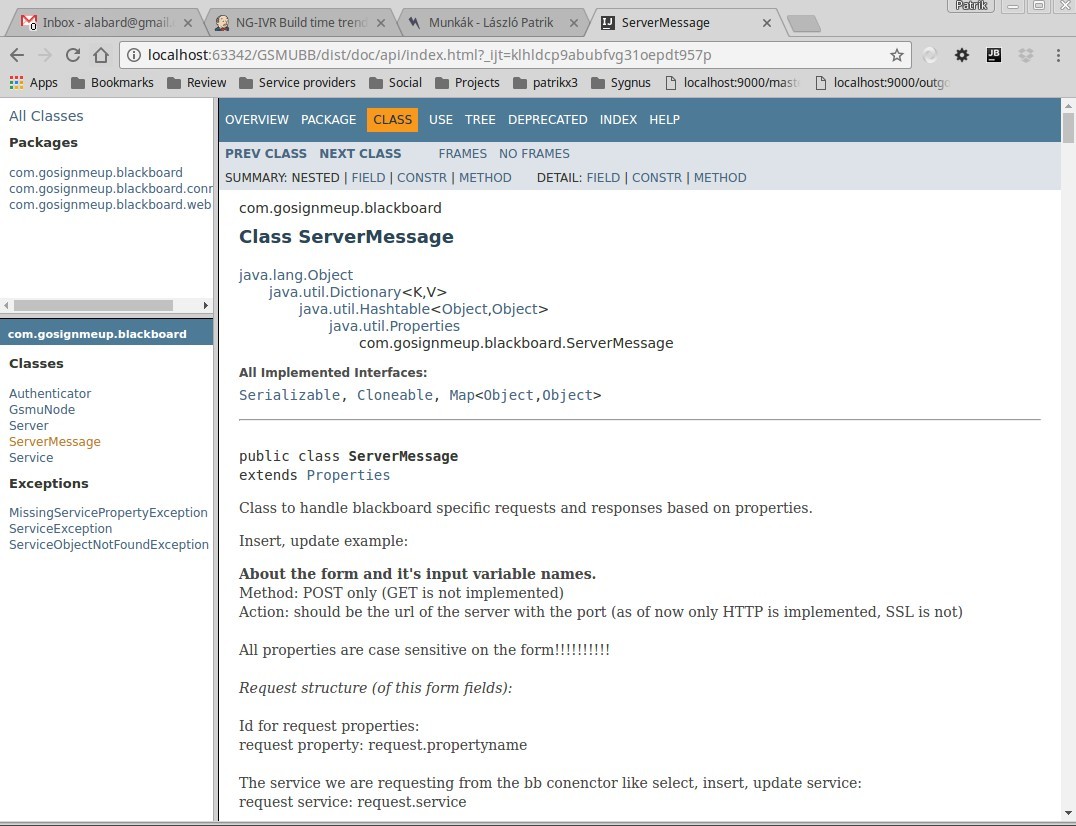 Patrik
Inbox - alabard@gmail.
NG-IVR Build time trend
Munkák - László Patrik
ServerMessage
localhost:63342/GSMUBB/dist/doc/api/index.html?_ijt=klhldcp9abubfvg31oepdt957p
Apps Bookmarks Review Service providers Social Projects patrikx3 Sygnus localhost:9000/mast localhost:9000/outgo
All Classes
Packages
com.gosignmeup.blackboard
com.gosignmeup.blackboard.conn
com.gosignmeup.blackboard.web
com.gosignmeup.blackboard
Classes
Authenticator
GsmuNode
Server
ServerMessage
Service
Exceptions
MissingServicePropertyException
ServiceException
ServiceObjectNotFoundException
OVERVIEW PACKAGE CLASS USE TREE DEPRECATED INDEX HELP
PREV CLASS NEXT CLASS FRAMES NO FRAMES
SUMMARY: NESTED | FIELD | CONSTR | METHOD DETAIL: FIELD | CONSTR | METHOD
com.gosignmeup.blackboard
Class ServerMessage
java.lang.Object
java.util.Dictionary<K,V>
java.util.Hashtable<Object,Object>
java.util.Properties
com.gosignmeup.blackboard.ServerMessage
All Implemented Interfaces:
Serializable, Cloneable, Map<Object,Object>
public class ServerMessage
extends Properties
Class to handle blackboard specific requests and responses based on properties.
Insert, update example:
About the form and it's input variable names.
Method: POST only (GET is not implemented)
Action: should be the url of the server with the port (as of now only HTTP is implemented, SSL is not)
All properties are case sensitive on the form!!!!!!!!!!
Request structure (of this form fields):
Id for request properties:
request property: request.propertyname
The service we are requesting from the bb conenctor like select, insert, update service:
request service: request.service